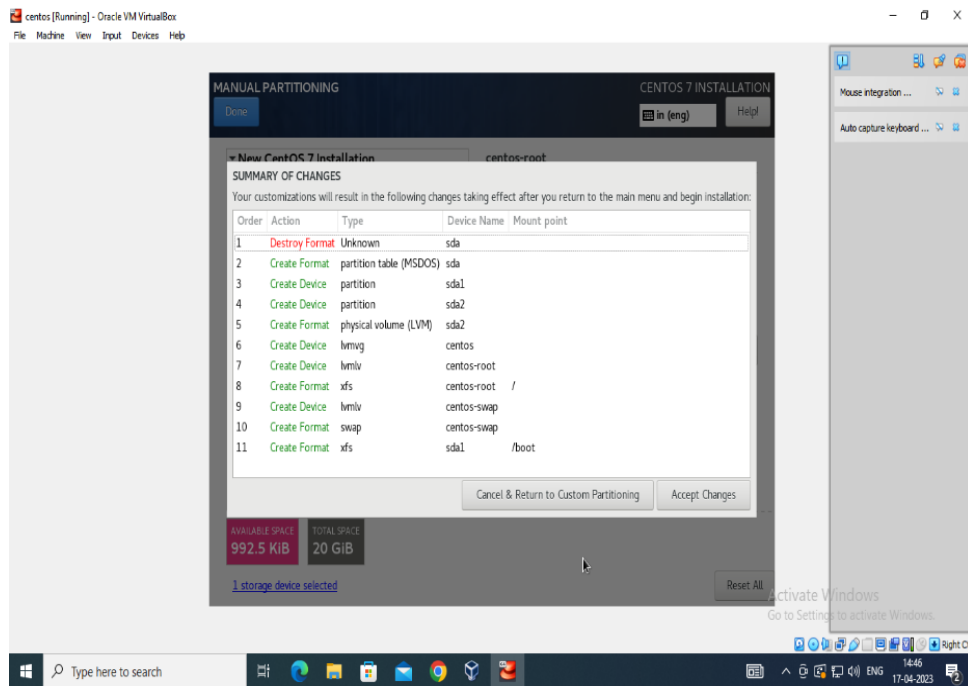 centos [Running] - Oracle VM VirtualBox
File Machine View Input Devices Help
MANUAL PARTITIONING CENTOS 7 INSTALLATION
Done in (eng) Help!
New CentOS 7 Installation centos-root
SUMMARY OF CHANGES
Your customizations will result in the following changes taking effect after you return to the main menu and begin installation:
Order Action Type Device Name Mount point
1 Destroy Format Unknown sda
2 Create Format partition table (MSDOS) sda
3 Create Device partition sda1
4 Create Device partition sda2
5 Create Format physical volume (LVM) sda2
6 Create Device lvmvg centos
7 Create Device lvmlv centos-root
8 Create Format xfs centos-root /
9 Create Device lvmlv centos-swap
10 Create Format swap centos-swap
11 Create Format xfs sda1 /boot
Cancel & Return to Custom Partitioning Accept Changes
AVAILABLE SPACE TOTAL SPACE
992.5 KiB 20 GiB
1 storage device selected Reset All
Mouse integration ...
Auto capture keyboard ...
Activate Windows
Go to Settings to activate Windows.
Right C
Type here to search ENG 14:46
17-04-2023 2